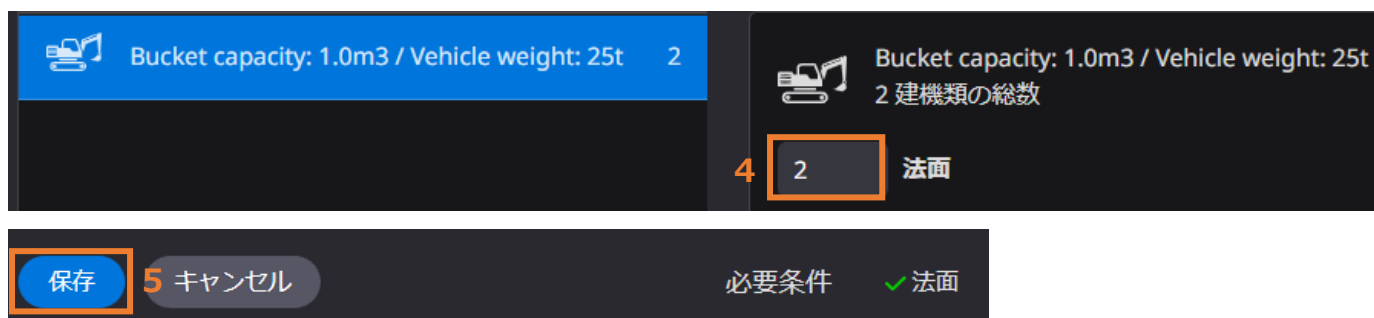 Bucket capacity: 1.0m3 / Vehicle weight: 25t 2
Bucket capacity: 1.0m3 / Vehicle weight: 25t
2 建機類の総数
4 2 法面
保存 5 キャンセル 必要条件 法面